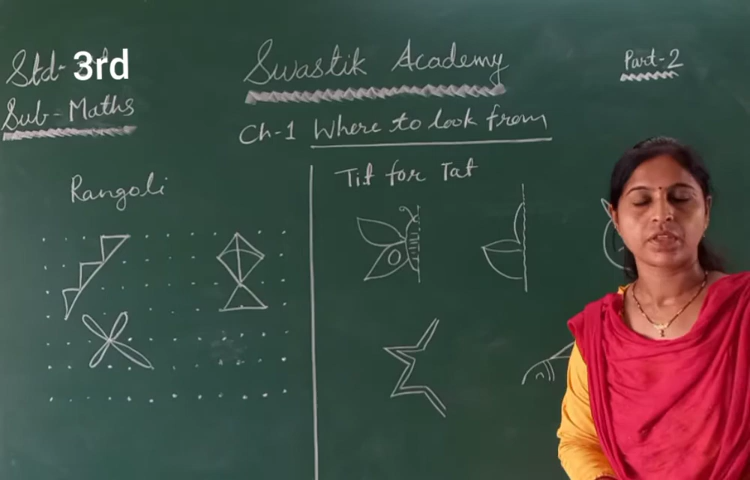 Std- 3rd
Swastik Academy
Part-2
Sub- Maths
Ch-1 Where to look from
Rangoli
Tit for Tat